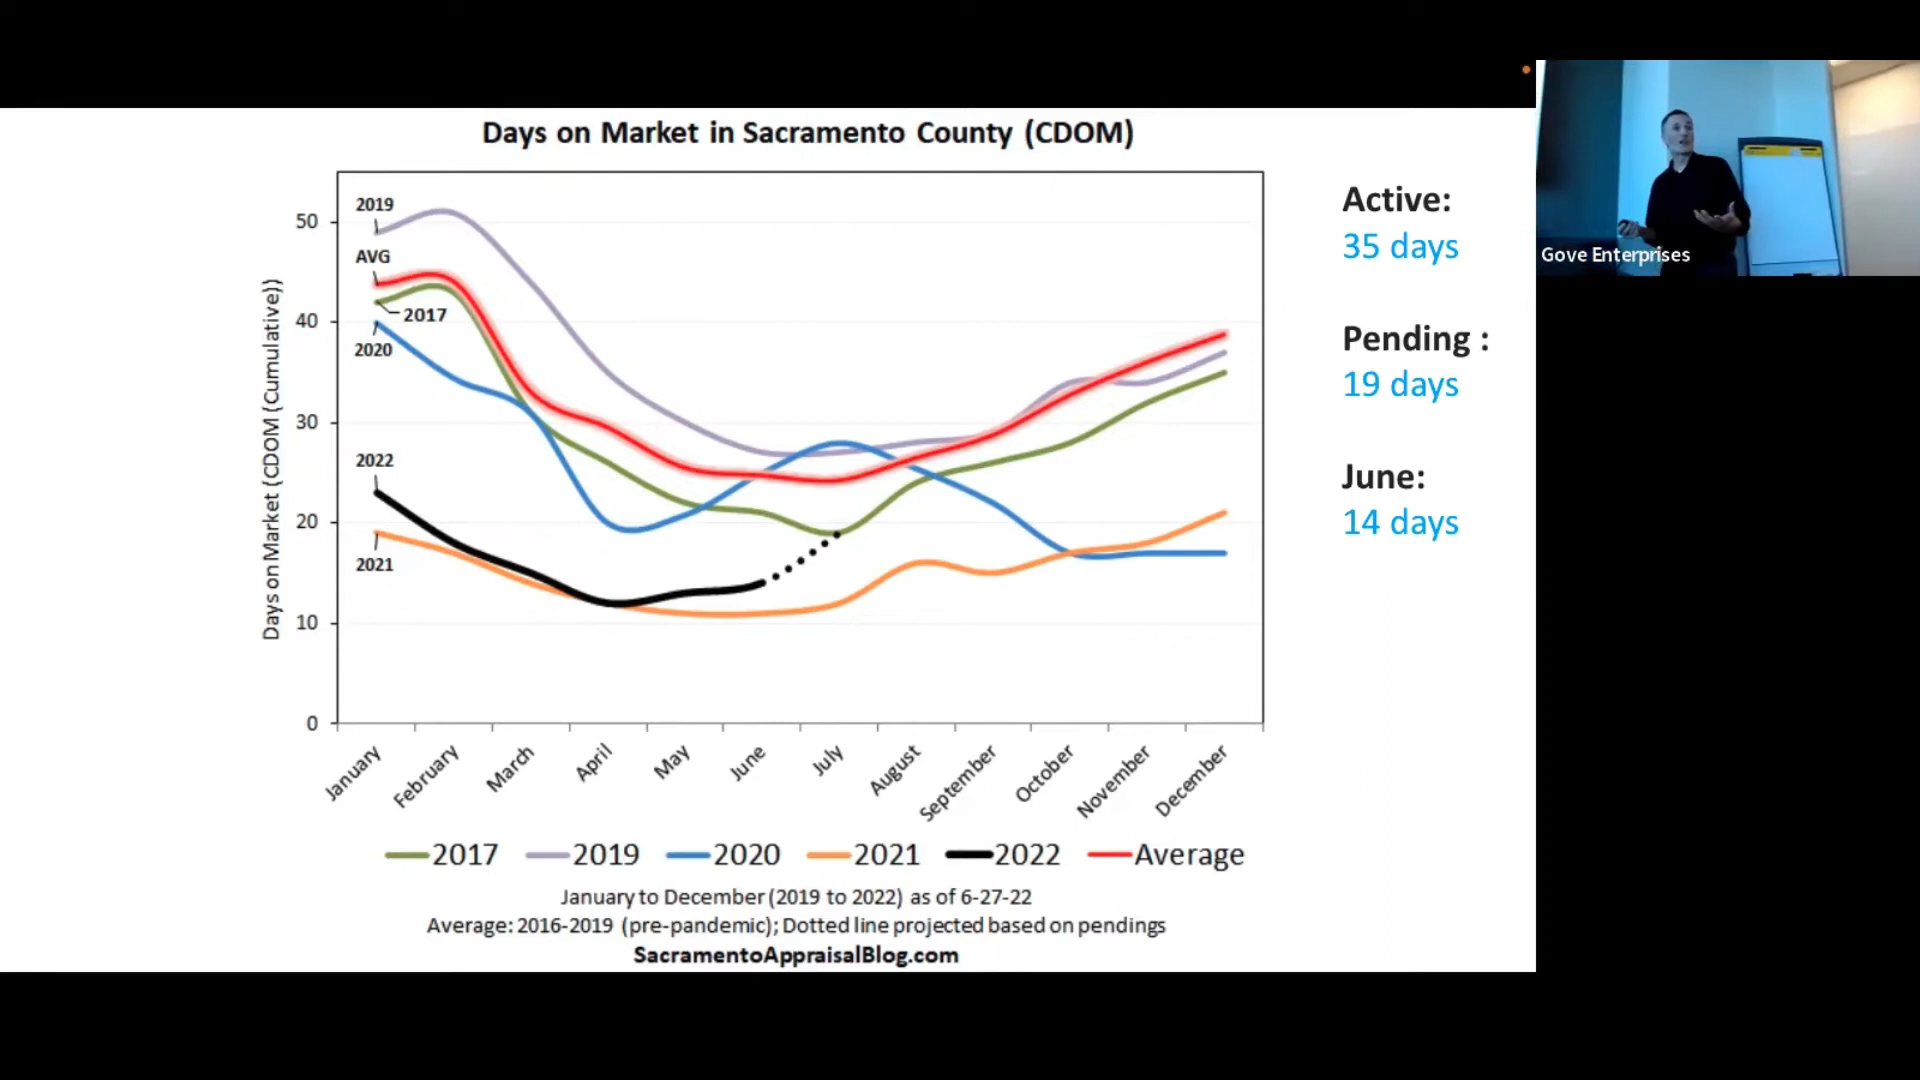 Days on Market in Sacramento County (CDOM)
Days on Market (CDOM (Cumulative))
50
40
30
20
10
0
2019
AVG
2017
2020
2022
2021
January
February
March
April
May
June
July
August
September
October
November
December
2017 2019 2020 2021 2022 Average
January to December (2019 to 2022) as of 6-27-22
Average: 2016-2019 (pre-pandemic); Dotted line projected based on pendings
SacramentoAppraisalBlog.com
Active:
35 days
Pending :
19 days
June:
14 days
Gove Enterprises